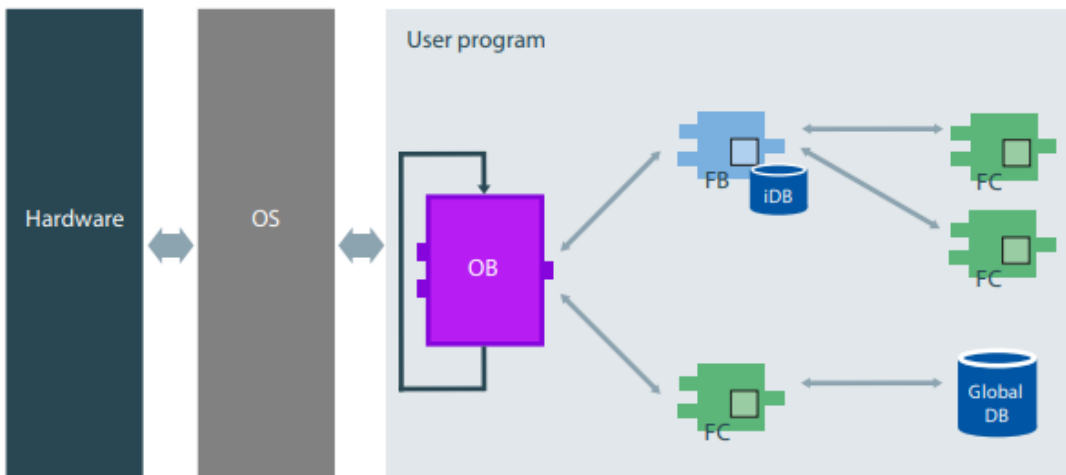 User program
Hardware
OS
OB
FB
iDB
FC
FC
FC
Global
DB